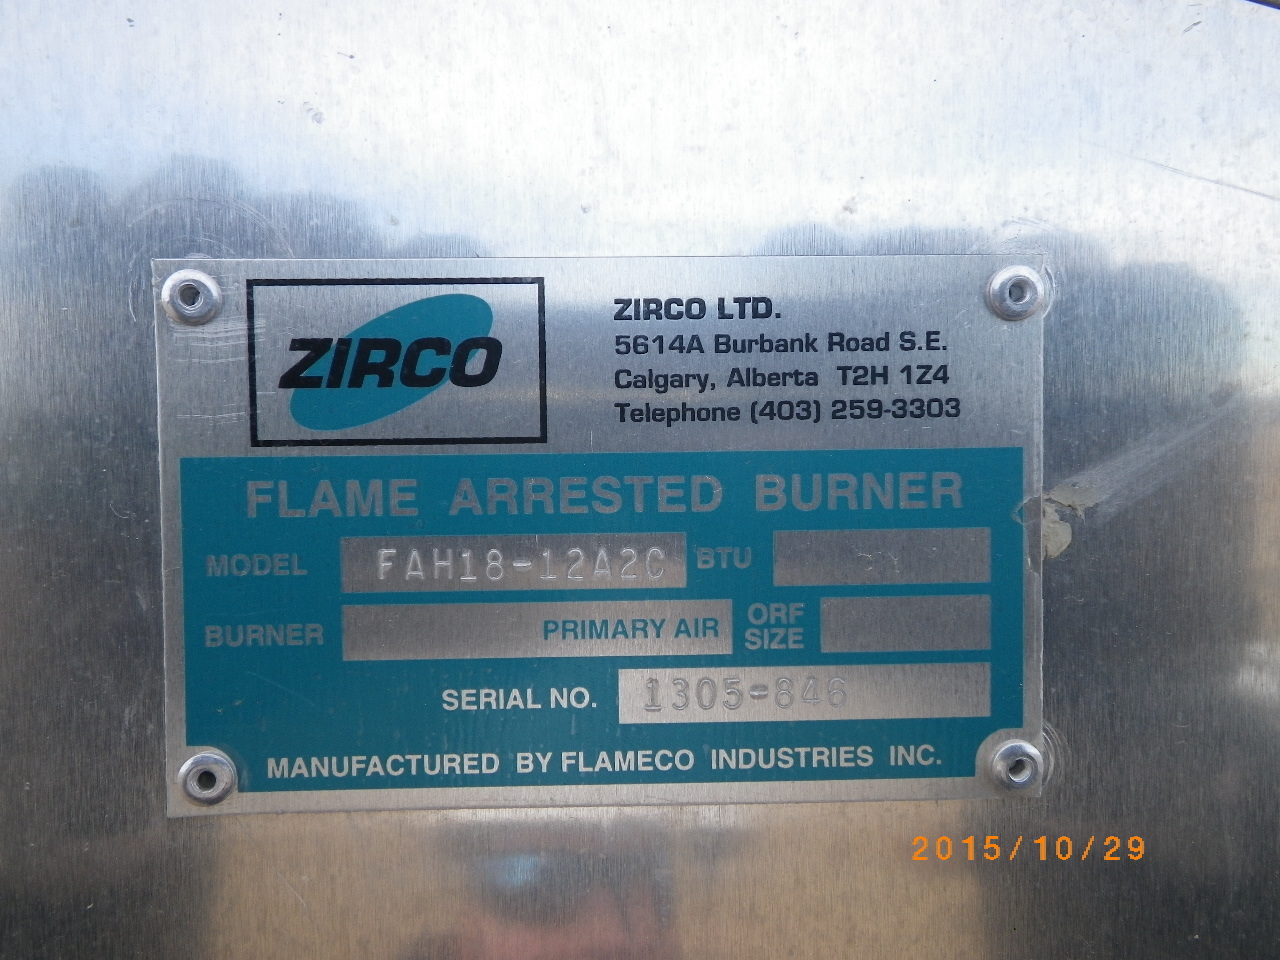 ZIRCO
ZIRCO LTD.
5614A Burbank Road S.E.
Calgary, Alberta T2H 1Z4
Telephone (403) 259-3303
FLAME ARRESTED BURNER
MODEL FAH18-12A2C BTU
BURNER PRIMARY AIR ORF SIZE
SERIAL NO. 1305-846
MANUFACTURED BY FLAMECO INDUSTRIES INC.
2015/10/29